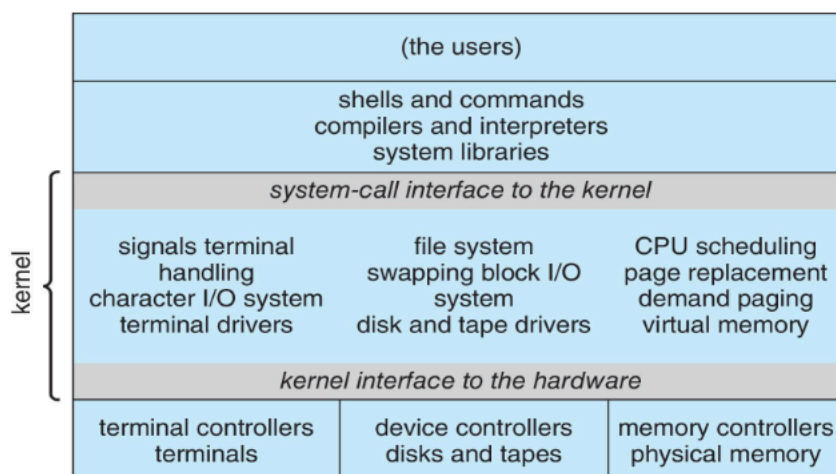 (the users)
shells and commands
compilers and interpreters
system libraries
kernel
system-call interface to the kernel
signals terminal
handling
character I/O system
terminal drivers
file system
swapping block I/O
system
disk and tape drivers
CPU scheduling
page replacement
demand paging
virtual memory
kernel interface to the hardware
terminal controllers
terminals
device controllers
disks and tapes
memory controllers
physical memory